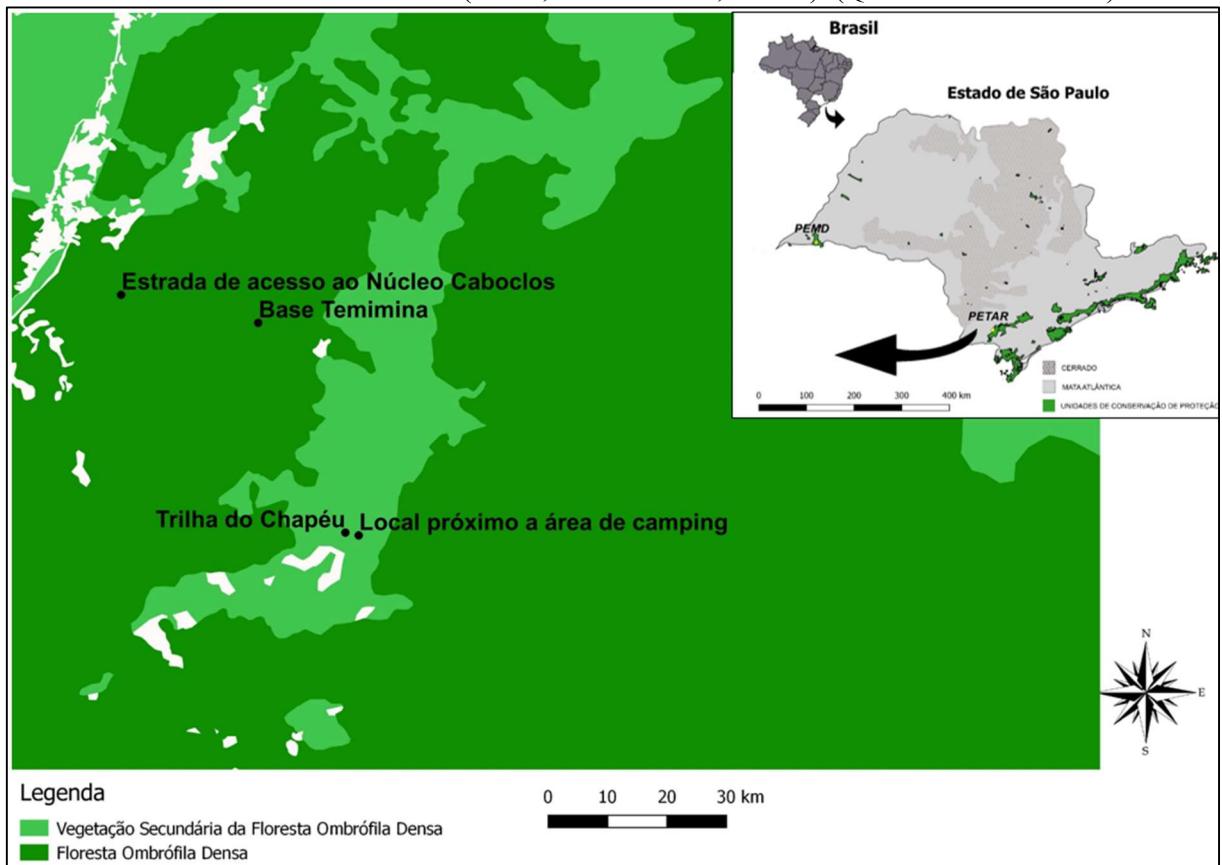 Brasil
Estado de São Paulo
PEMD
PETAR
CERRADO
MATA ATLÂNTICA
UNIDADES DE CONSERVAÇÃO DE PROTEÇÃO
0 100 200 300 400 km
Estrada de acesso ao Núcleo Caboclos
Base Temimina
Trilha do Chapéu
Local próximo a área de camping
N
E
S
Legenda
Vegetação Secundária da Floresta Ombrófila Densa
Floresta Ombrófila Densa
0 10 20 30 km